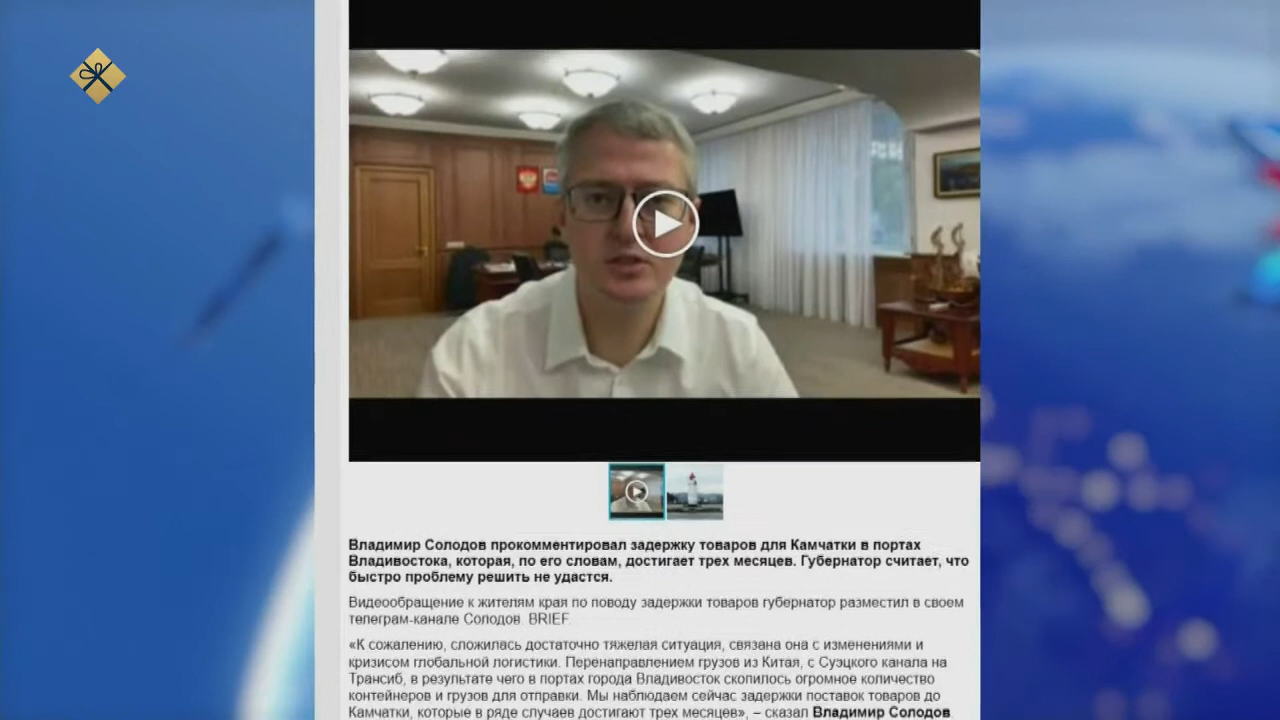 Владимир Солодов прокомментировал задержку товаров для Камчатки в портах
Владивостока, которая, по его словам, достигает трех месяцев. Губернатор считает, что
быстро проблему решить не удастся.
Видеообращение к жителям края по поводу задержки товаров губернатор разместил в своем
телеграм-канале Солодов BRIEF.
«К сожалению, сложилась достаточно тяжелая ситуация, связана она с изменениями и
кризисом глобальной логистики. Перенаправлением грузов из Китая, с Суэцкого канала на
Трансиб, в результате чего в портах города Владивосток скопилось огромное количество
контейнеров и грузов для отправки. Мы наблюдаем сейчас задержки поставок товаров до
Камчатки, которые в ряде случаев достигают трех месяцев», – сказал Владимир Солодов